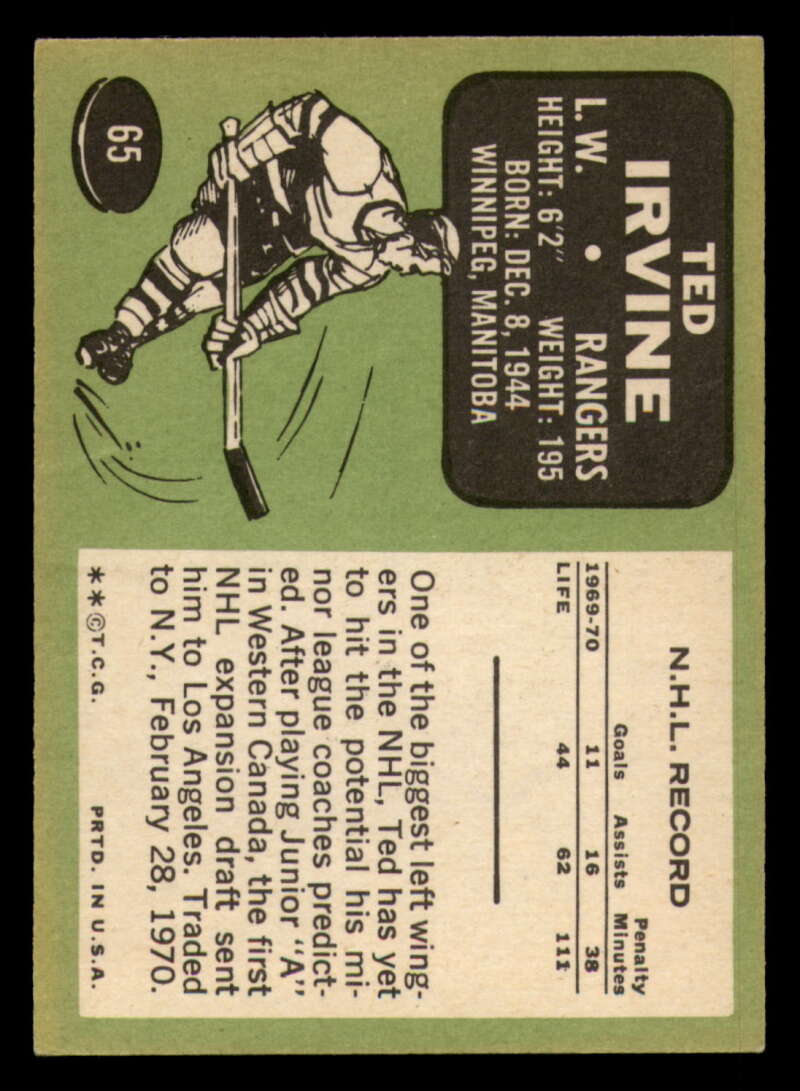 65
TED
IRVINE
L. W. • RANGERS
HEIGHT: 6'2" WEIGHT: 195
BORN: DEC. 8, 1944
WINNIPEG, MANITOBA
N.H.L. RECORD
Goals Assists Penalty Minutes
1969-70 11 16 38
LIFE 44 62 111
One of the biggest left wing-
ers in the NHL, Ted has yet
to hit the potential his mi-
nor league coaches predict-
ed. After playing Junior "A"
in Western Canada, the first
NHL expansion draft sent
him to Los Angeles. Traded
to N.Y., February 28, 1970.
**©T.C.G. PRTD. IN U.S.A.